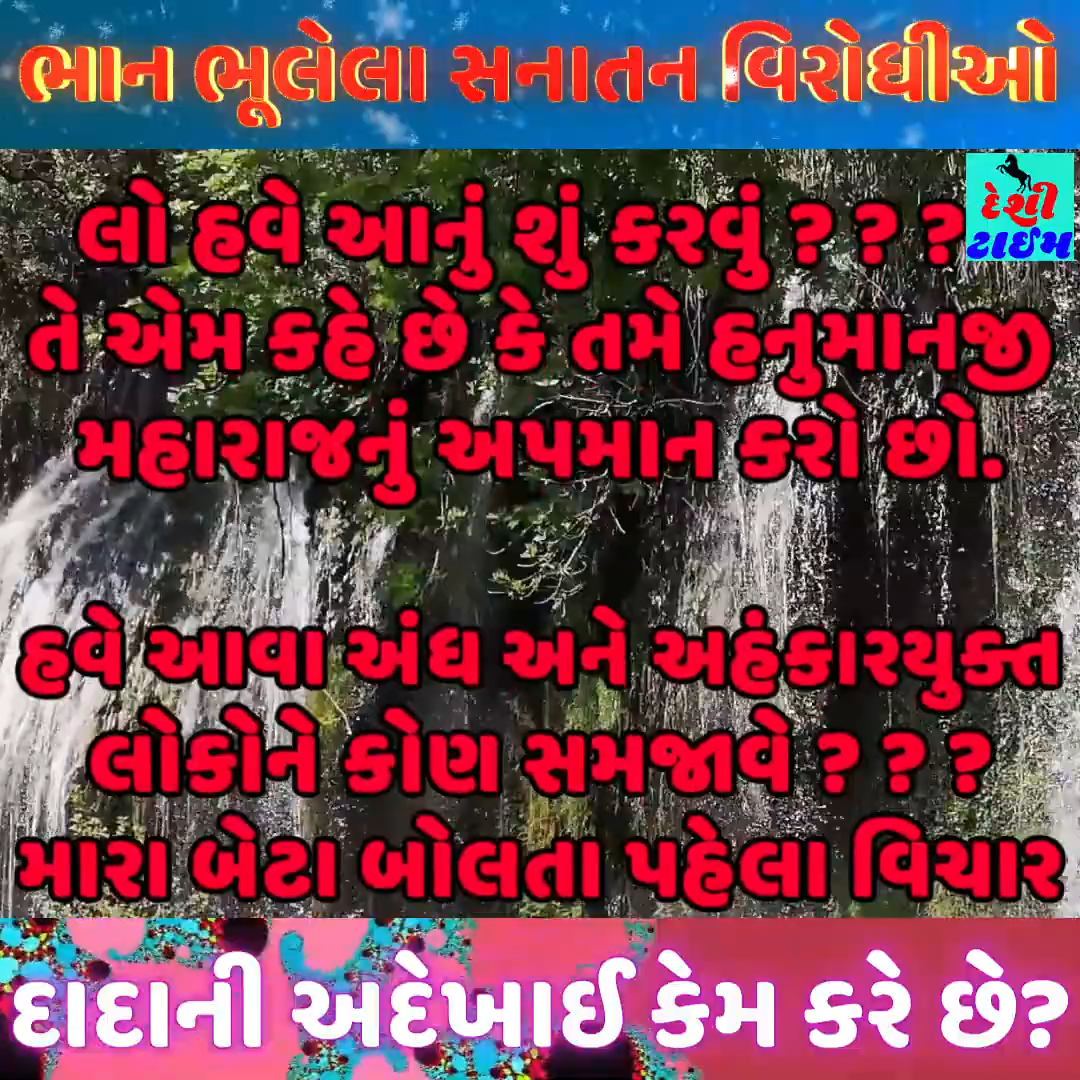 ભાન ભૂલેલા સનાતન વિરોધીઓ
દેશી
ટાઈમ
લો હવે આનું શું કરવું ? ? ?
તે એમ કહે છે કે તમે હનુમાનજી
મહારાજનું અપમાન કરો છો.
હવે આવા અંધ અને અહંકારયુક્ત
લોકોને કોણ સમજાવે ? ? ?
મારા બેટા બોલતા પહેલા વિચાર
દાદાની અદેખાઈ કેમ કરે છે?